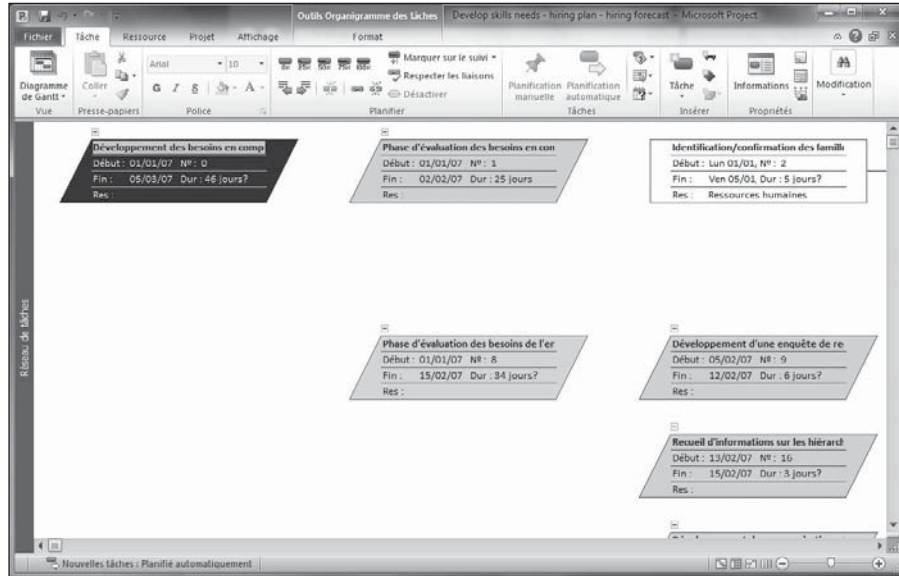 Outils Organigramme des tâches
Develop skills needs - hiring plan - hiring forecast - Microsoft Project
Fichier Tâche Ressource Projet Affichage Format
Diagramme de Gantt
Vue
Coller
Presse-papiers
Arial 10
G I S A
Police
0% 25% 50% 75% 100%
Marquer sur le suivi
Respecter les liaisons
Désactiver
Planifier
Planification manuelle
Planification automatique
Tâches
Tâche
Insérer
Informations
Propriétés
Modification
Réseau de tâches
Développement des besoins en comp
Début : 01/01/07 Nº : 0
Fin : 05/03/07 Dur : 46 jours?
Res :
Phase d'évaluation des besoins en con
Début : 01/01/07 Nº : 1
Fin : 02/02/07 Dur : 25 jours
Res :
Identification/confirmation des famill
Début : Lun 01/01, Nº : 2
Fin : Ven 05/01, Dur : 5 jours?
Res : Ressources humaines
Phase d'évaluation des besoins de l'er
Début : 01/01/07 Nº : 8
Fin : 15/02/07 Dur : 34 jours?
Res :
Développement d'une enquête de re
Début : 05/02/07 Nº : 9
Fin : 12/02/07 Dur : 6 jours?
Res :
Recueil d'informations sur les hiérarch
Début : 13/02/07 Nº : 16
Fin : 15/02/07 Dur : 3 jours?
Res :
Nouvelles tâches : Planifié automatiquement